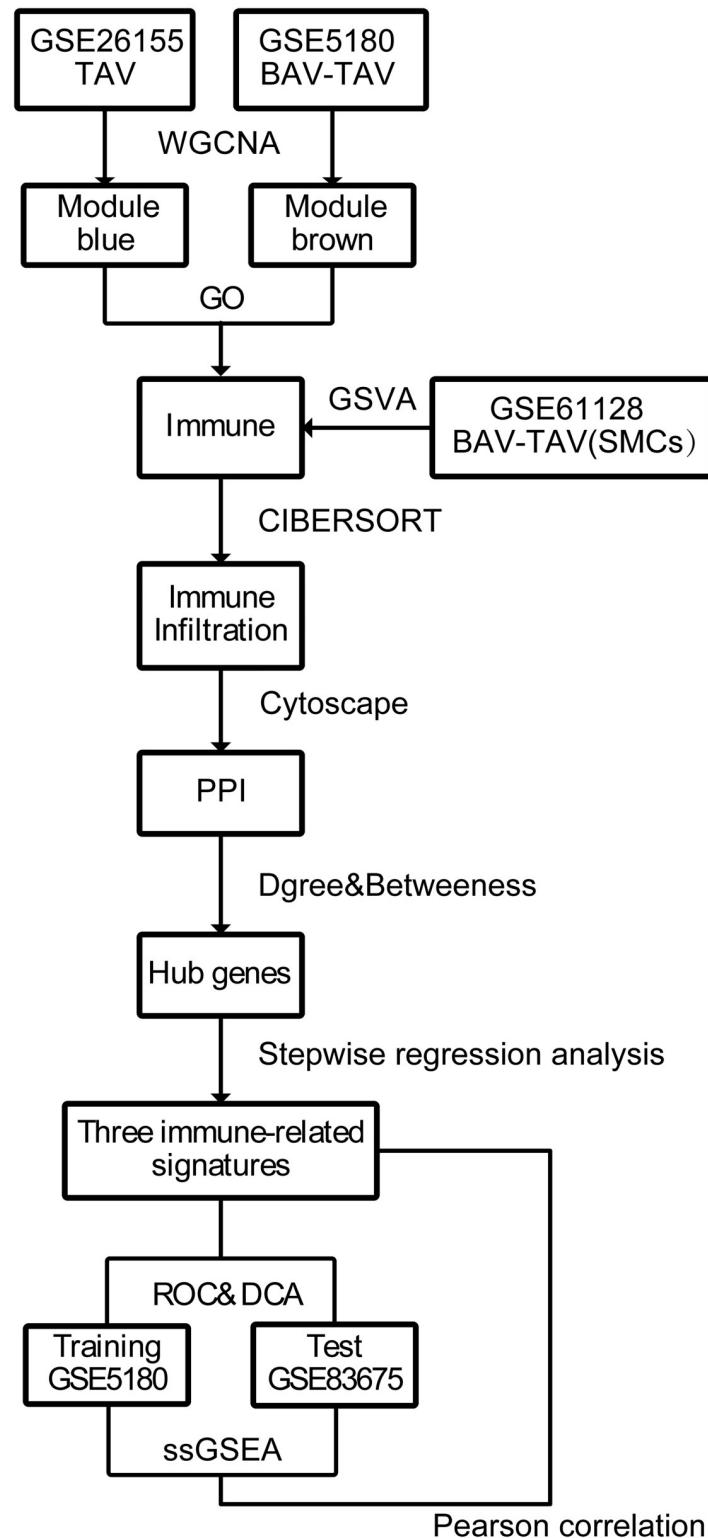 GSE26155
TAV
GSE5180
BAV-TAV
WGCNA
Module
blue
Module
brown
GO
Immune
GSVA
GSE61128
BAV-TAV(SMCs）
CIBERSORT
Immune
Infiltration
Cytoscape
PPI
Dgree&Betweeness
Hub genes
Stepwise regression analysis
Three immune-related
signatures
ROC& DCA
Training
GSE5180
Test
GSE83675
ssGSEA
Pearson correlation